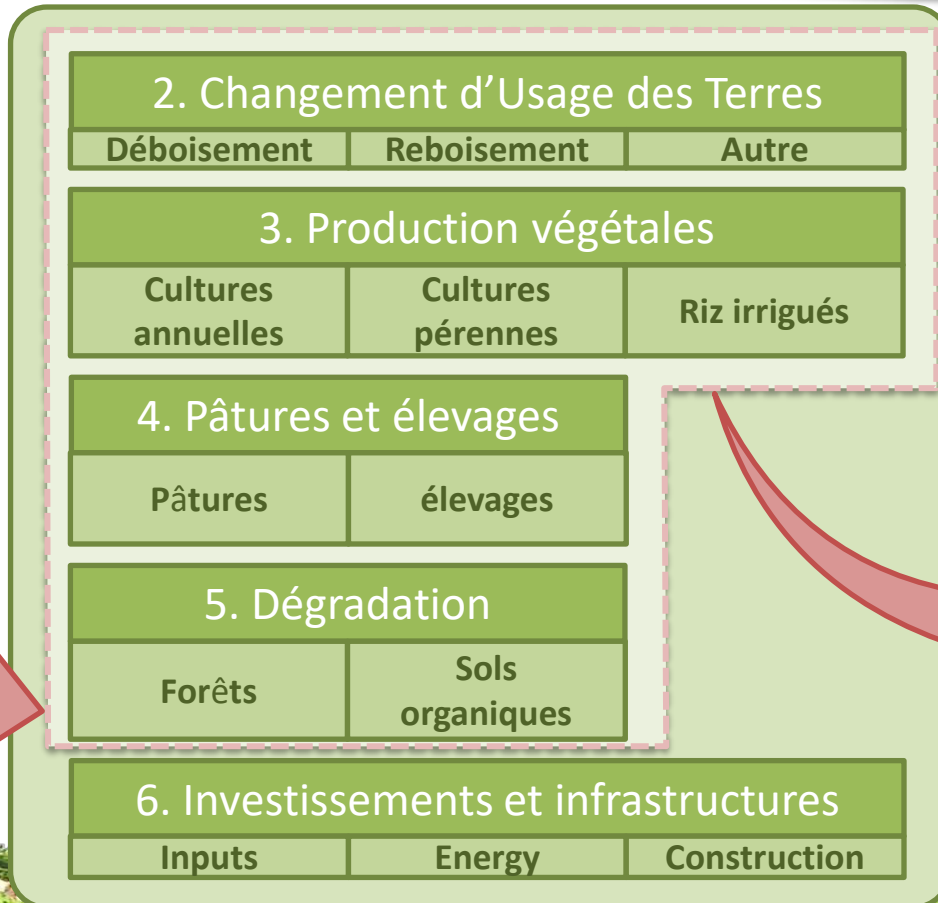 2. Changement d’Usage des Terres
Déboisement Reboisement Autre
3. Production végétales
Cultures annuelles
Cultures pérennes
Riz irrigués
4. Pâtures et élevages
Pâtures élevages
5. Dégradation
Forêts
Sols organiques
6. Investissements et infrastructures
Inputs Energy Construction